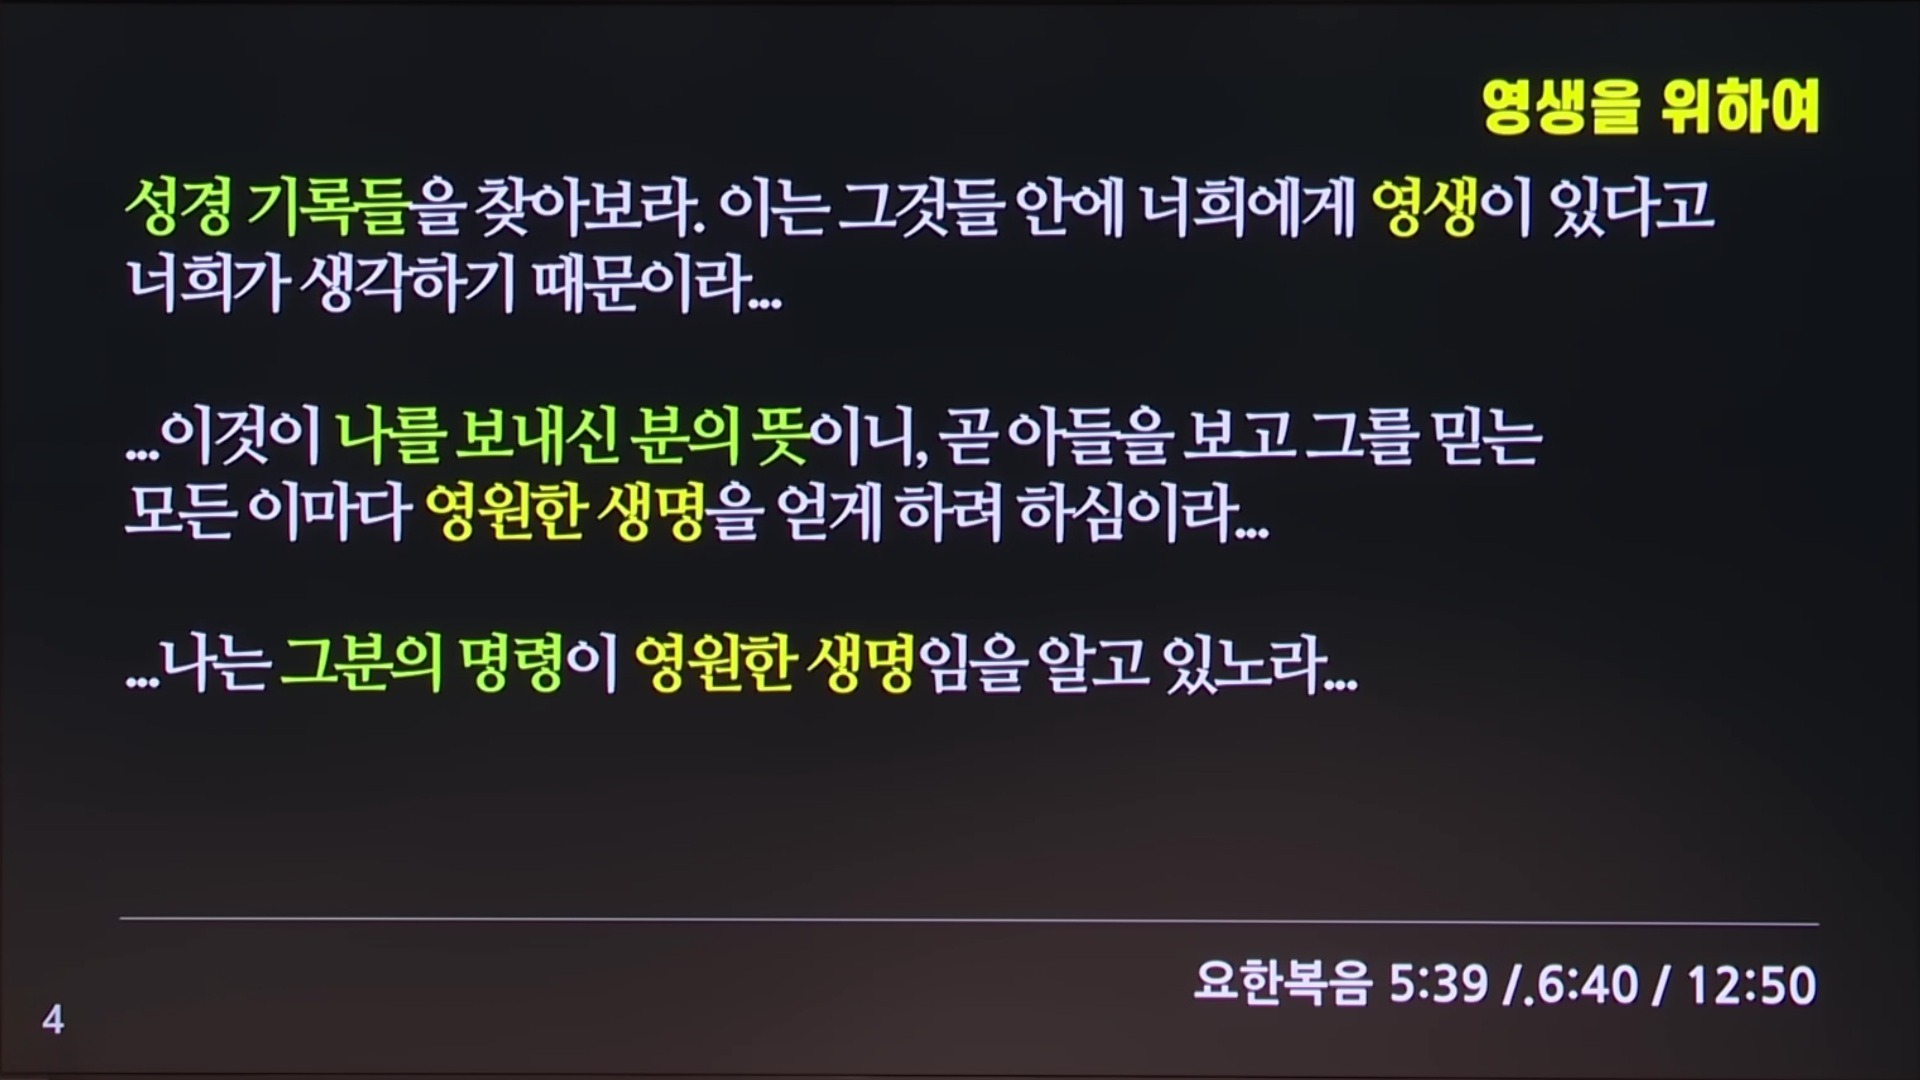 영생을 위하여
성경 기록들을 찾아보라. 이는 그것들 안에 너희에게 영생이 있다고
너희가 생각하기 때문이라...
...이것이 나를 보내신 분의 뜻이니, 곧 아들을 보고 그를 믿는
모든 이마다 영원한 생명을 얻게 하려 하심이라...
...나는 그분의 명령이 영원한 생명임을 알고 있노라...
요한복음 5:39 /.6:40 / 12:50
4